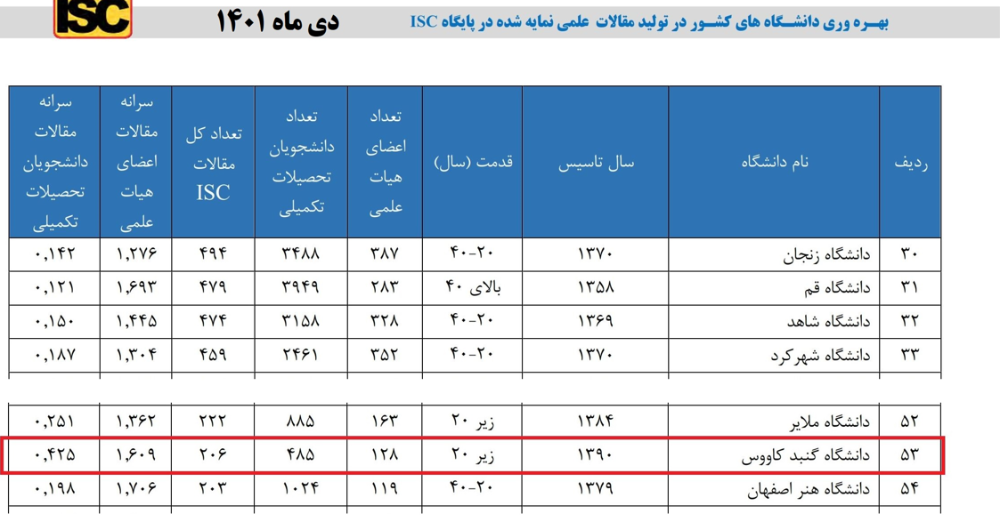 ISC
دی ماه ۱۴۰۱
بهـره وری دانشـگاه های کشـور در تولید مقالات علمی نمایه شده در پایگاه ISC
ردیف | نام دانشگاه | سال تاسیس | قدمت (سال) | تعداد اعضای هیات علمی | تعداد دانشجویان تحصیلات تکمیلی | تعداد کل مقالات ISC | سرانه مقالات اعضای هیات علمی | سرانه مقالات دانشجویان تحصیلات تکمیلی
۳۰ | دانشگاه زنجان | ۱۳۷۰ | ۴۰-۲۰ | ۳۸۷ | ۳۴۸۸ | ۴۹۴ | ۱,۲۷۶ | ۰,۱۴۲
۳۱ | دانشگاه قم | ۱۳۵۸ | بالای ۴۰ | ۲۸۳ | ۳۹۴۹ | ۴۷۹ | ۱,۶۹۳ | ۰,۱۲۱
۳۲ | دانشگاه شاهد | ۱۳۶۹ | ۴۰-۲۰ | ۳۲۸ | ۳۱۵۸ | ۴۷۴ | ۱,۴۴۵ | ۰,۱۵۰
۳۳ | دانشگاه شهرکرد | ۱۳۷۰ | ۴۰-۲۰ | ۳۵۲ | ۲۴۶۱ | ۴۵۹ | ۱,۳۰۴ | ۰,۱۸۷
۵۲ | دانشگاه ملایر | ۱۳۸۴ | زیر ۲۰ | ۱۶۳ | ۸۸۵ | ۲۲۲ | ۱,۳۶۲ | ۰,۲۵۱
۵۳ | دانشگاه گنبد کاووس | ۱۳۹۰ | زیر ۲۰ | ۱۲۸ | ۴۸۵ | ۲۰۶ | ۱,۶۰۹ | ۰,۴۲۵
۵۴ | دانشگاه هنر اصفهان | ۱۳۷۹ | ۴۰-۲۰ | ۱۱۹ | ۱۰۲۴ | ۲۰۳ | ۱,۷۰۶ | ۰,۱۹۸